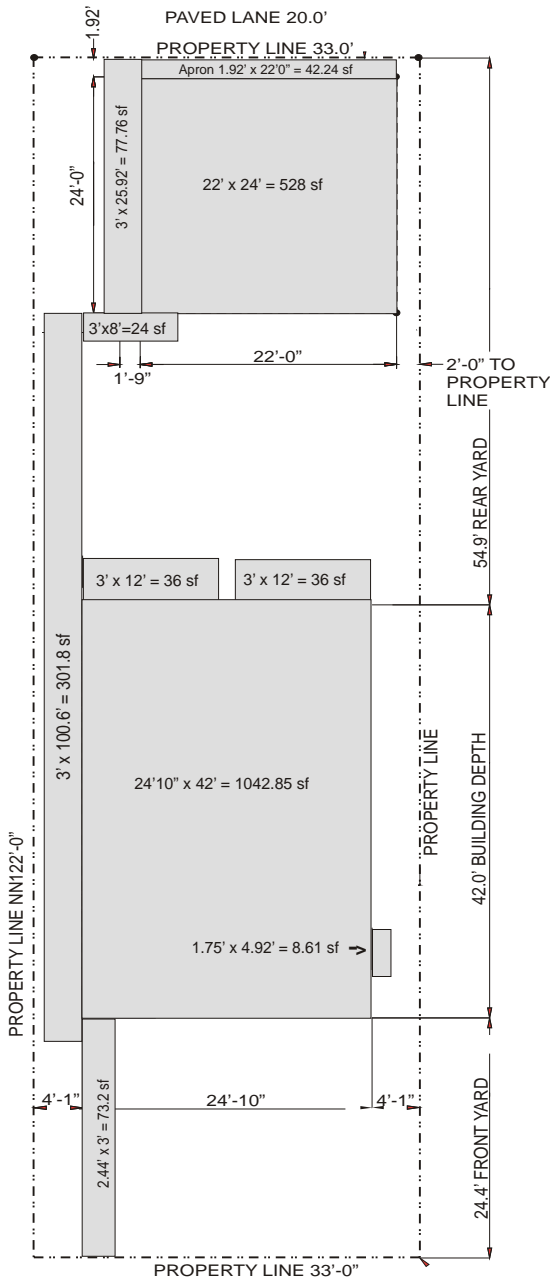 PAVED LANE 20.0'
1.92'
PROPERTY LINE 33.0'
Apron 1.92' x 22'0" = 42.24 sf
3' x 25.92' = 77.76 sf
24'-0"
22' x 24' = 528 sf
3'x8'=24 sf
22'-0"
1'-9"
2'-0" TO
PROPERTY
LINE
54.9' REAR YARD
3' x 12' = 36 sf
3' x 12' = 36 sf
3' x 100.6' = 301.8 sf
24'10" x 42' = 1042.85 sf
PROPERTY LINE
42.0' BUILDING DEPTH
PROPERTY LINE NN122'-0"
1.75' x 4.92' = 8.61 sf
4'-1"
24'-10"
4'-1"
2.44' x 3' = 73.2 sf
24.4' FRONT YARD
PROPERTY LINE 33'-0"